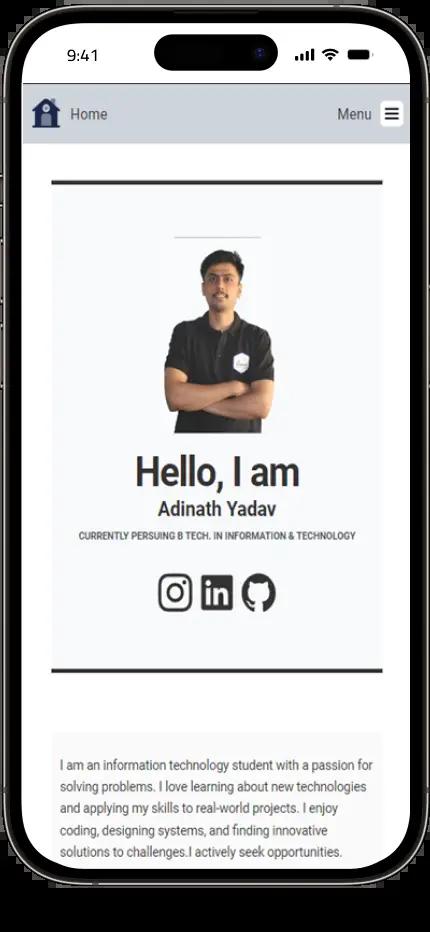 9:41
Home
Menu
Hello, I am
Adinath Yadav
CURRENTLY PERSUING B TECH. IN INFORMATION & TECHNOLOGY
in
I am an information technology student with a passion for
solving problems. I love learning about new technologies
and applying my skills to real-world projects. I enjoy
coding, designing systems, and finding innovative
solutions to challenges.I actively seek opportunities.